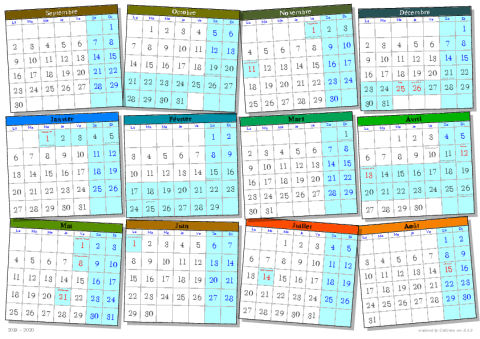 Septembre
Lu Ma Me Je Ve Sa Di
1
2 3 4 5 6 7 8
9 10 11 12 13 14 15
16 17 18 19 20 21 22
23 24 25 26 27 28 29
30
Octobre
Lu Ma Me Je Ve Sa Di
1 2 3 4 5 6
7 8 9 10 11 12 13
14 15 16 17 18 19 20
21 22 23 24 25 26 27
28 29 30 31
Novembre
Lu Ma Me Je Ve Sa Di
1 2 3
4 5 6 7 8 9 10
11 12 13 14 15 16 17
18 19 20 21 22 23 24
25 26 27 28 29 30
Décembre
Lu Ma Me Je Ve Sa Di
1
2 3 4 5 6 7 8
9 10 11 12 13 14 15
16 17 18 19 20 21 22
23 24 25 26 27 28 29
30 31
Janvier
Lu Ma Me Je Ve Sa Di
1 2 3 4 5
6 7 8 9 10 11 12
13 14 15 16 17 18 19
20 21 22 23 24 25 26
27 28 29 30 31
Février
Lu Ma Me Je Ve Sa Di
1 2
3 4 5 6 7 8 9
10 11 12 13 14 15 16
17 18 19 20 21 22 23
24 25 26 27 28 29
Mars
Lu Ma Me Je Ve Sa Di
1
2 3 4 5 6 7 8
9 10 11 12 13 14 15
16 17 18 19 20 21 22
23 24 25 26 27 28 29
30 31
Avril
Lu Ma Me Je Ve Sa Di
1 2 3 4 5
6 7 8 9 10 11 12
13 14 15 16 17 18 19
20 21 22 23 24 25 26
27 28 29 30
Mai
Lu Ma Me Je Ve Sa Di
1 2 3
4 5 6 7 8 9 10
11 12 13 14 15 16 17
18 19 20 21 22 23 24
25 26 27 28 29 30 31
Juin
Lu Ma Me Je Ve Sa Di
1 2 3 4 5 6 7
8 9 10 11 12 13 14
15 16 17 18 19 20 21
22 23 24 25 26 27 28
29 30
Juillet
Lu Ma Me Je Ve Sa Di
1 2 3 4 5
6 7 8 9 10 11 12
13 14 15 16 17 18 19
20 21 22 23 24 25 26
27 28 29 30 31
Août
Lu Ma Me Je Ve Sa Di
1 2
3 4 5 6 7 8 9
10 11 12 13 14 15 16
17 18 19 20 21 22 23
24 25 26 27 28 29 30
31
2019 - 2020